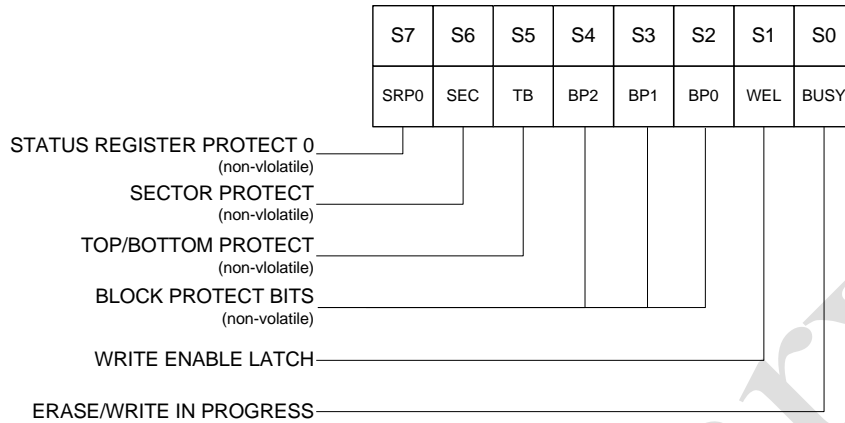 S7 S6 S5 S4 S3 S2 S1 S0
SRP0 SEC TB BP2 BP1 BP0 WEL BUSY
STATUS REGISTER PROTECT 0
(non-vlolatile)
SECTOR PROTECT
(non-vlolatile)
TOP/BOTTOM PROTECT
(non-vlolatile)
BLOCK PROTECT BITS
(non-volatile)
WRITE ENABLE LATCH
ERASE/WRITE IN PROGRESS